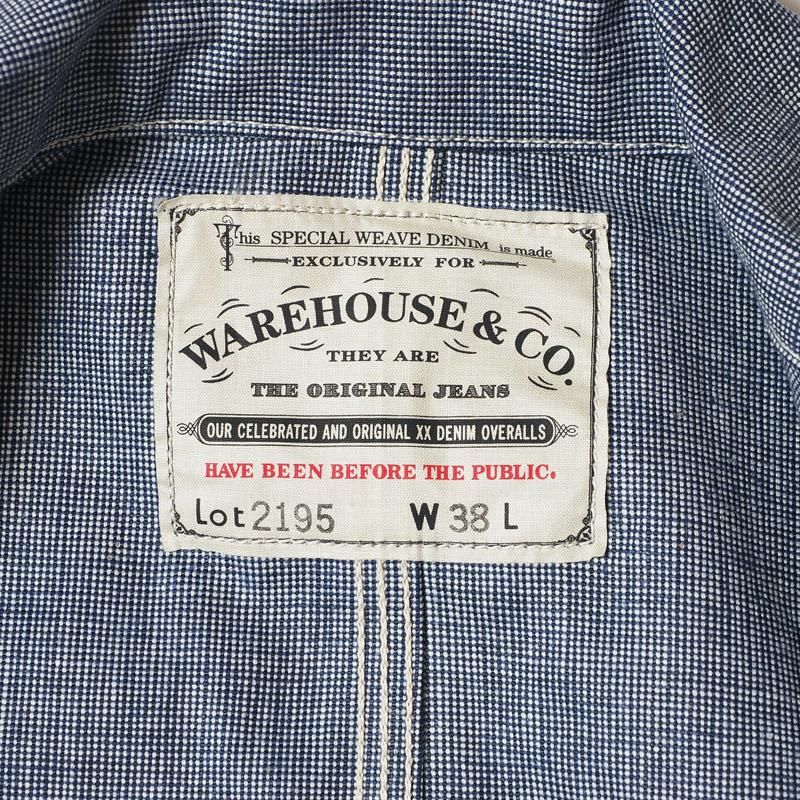 This SPECIAL WEAVE DENIM is made
EXCLUSIVELY FOR
WAREHOUSE & CO.
THEY ARE
THE ORIGINAL JEANS
OUR CELEBRATED AND ORIGINAL XX DENIM OVERALLS
HAVE BEEN BEFORE THE PUBLIC.
Lot 2195 W 38 L